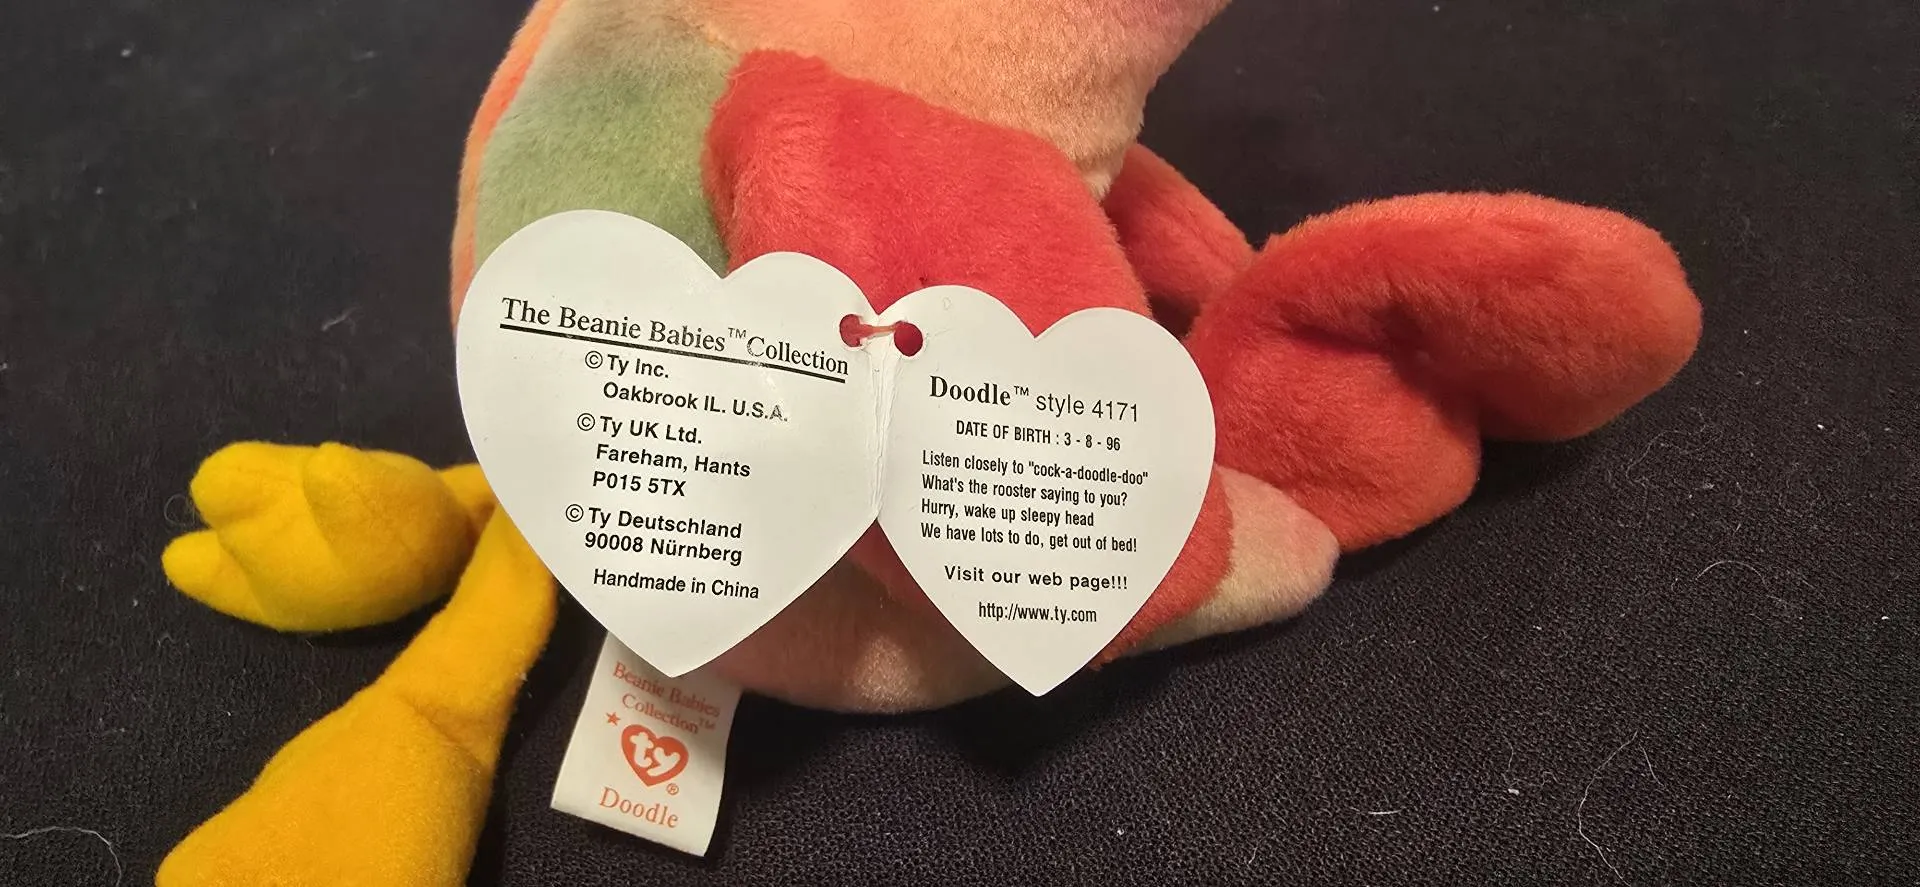 The Beanie Babies™Collection
©Ty Inc.
Oakbrook IL. U.S.A.
©Ty UK Ltd.
Fareham, Hants
P015 5TX
©Ty Deutschland
90008 Nürnberg
Handmade in China
Doodle™ style 4171
DATE OF BIRTH : 3 - 8 - 96
Listen closely to "cock-a-doodle-doo"
What's the rooster saying to you?
Hurry, wake up sleepy head
We have lots to do, get out of bed!
Visit our web page!!!
http://www.ty.com
Beanie Babies
Collection™
ty®
Doodle